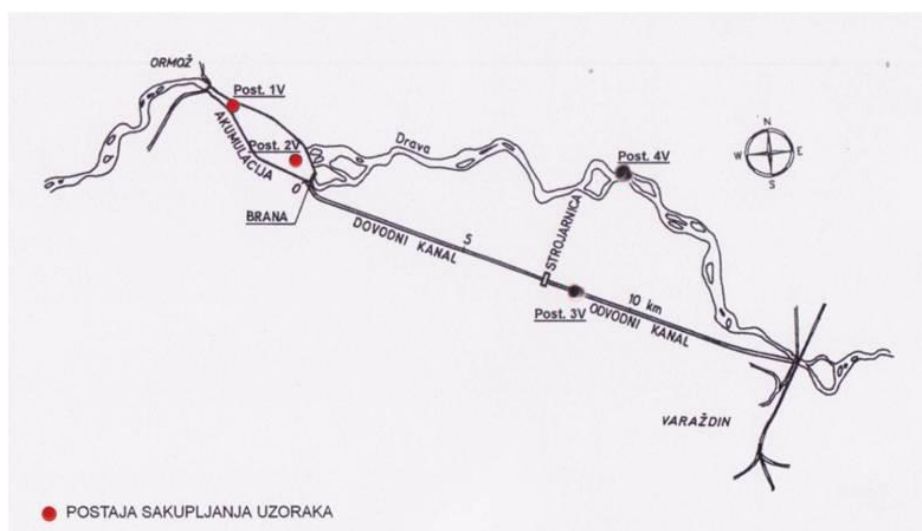 ORMOŽ
Post. 1V
AKUMULACIJA
Post. 2V
Drava
Post. 4V
N
W E
S
O
BRANA
DOVODNI KANAL
5
STROJARNICA
10 km
Post. 3V
ODVODNI KANAL
VARAŽDIN
POSTAJA SAKUPLJANJA UZORAKA